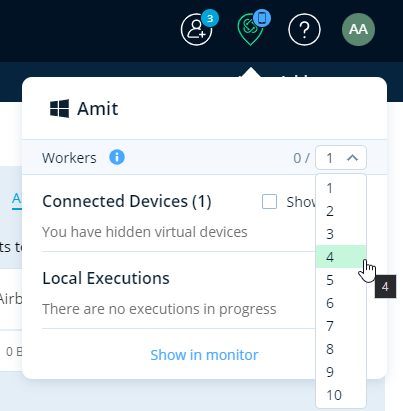 3
?
AA
Amit
Workers i 0 / 1
Connected Devices (1) Show
You have hidden virtual devices
Local Executions
There are no executions in progress
Show in monitor
1
2
3
4
4
5
6
7
8
9
10
A
ts to
Airb
0 B